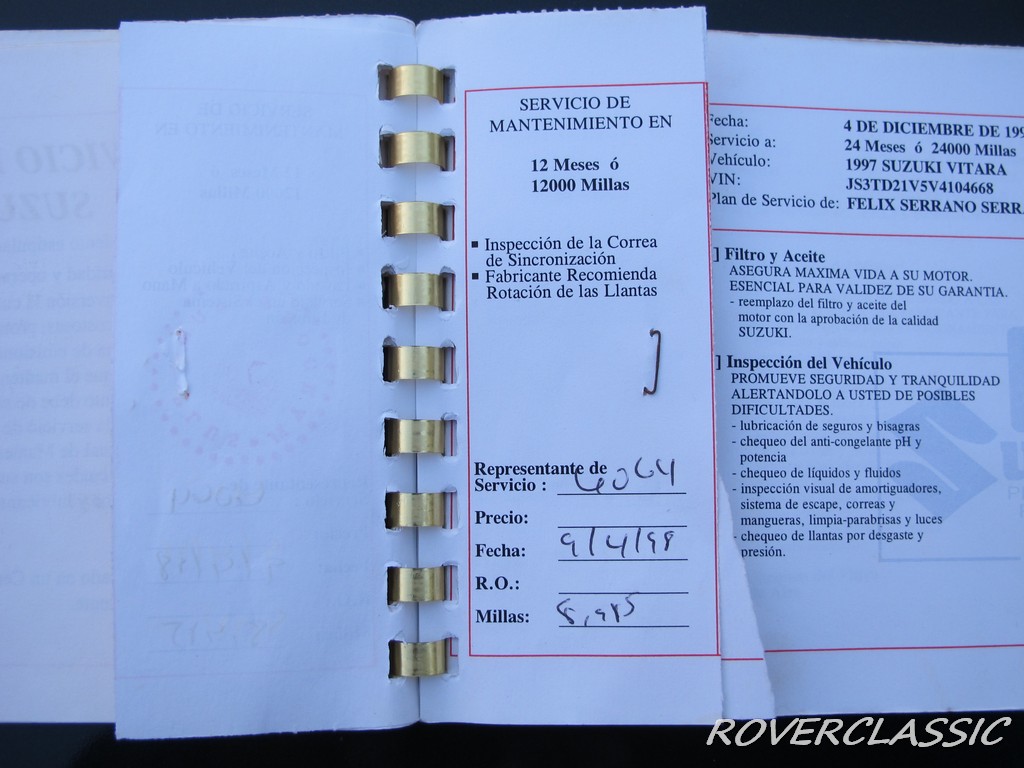 SERVICIO DE
MANTENIMIENTO EN
12 Meses ó
12000 Millas
▪ Inspección de la Correa
de Sincronización
▪ Fabricante Recomienda
Rotación de las Llantas
Representante de
Servicio : 6064
Precio:
Fecha: 9/4/98
R.O.:
Millas: 8,985
Fecha: 4 DE DICIEMBRE DE 199
Servicio a: 24 Meses ó 24000 Millas
Vehículo: 1997 SUZUKI VITARA
VIN: JS3TD21V5V4104668
Plan de Servicio de: FELIX SERRANO SERR
] Filtro y Aceite
ASEGURA MAXIMA VIDA A SU MOTOR.
ESENCIAL PARA VALIDEZ DE SU GARANTIA.
- reemplazo del filtro y aceite del
motor con la aprobación de la calidad
SUZUKI.
] Inspección del Vehículo
PROMUEVE SEGURIDAD Y TRANQUILIDAD
ALERTANDOLO A USTED DE POSIBLES
DIFICULTADES.
- lubricación de seguros y bisagras
- chequeo del anti-congelante pH y
potencia
- chequeo de líquidos y fluidos
- inspección visual de amortiguadores,
sistema de escape, correas y
mangueras, limpia-parabrisas y luces
- chequeo de llantas por desgaste y
presión.
ROVERCLASSIC